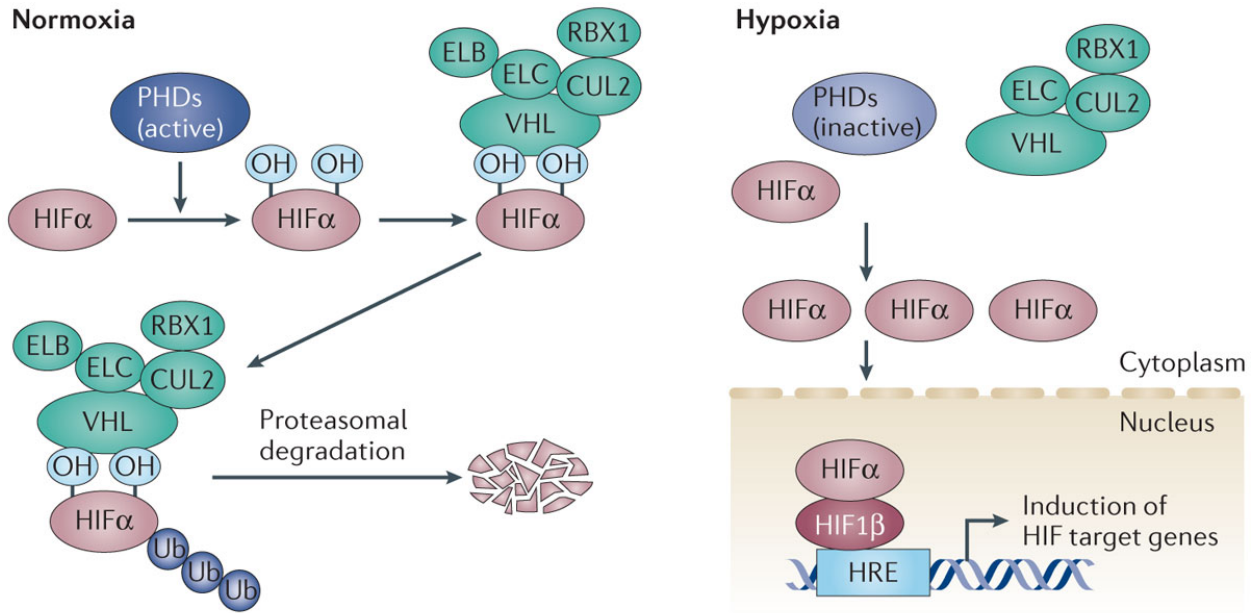 Normoxia
PHDs
(active)
HIFα
OH
OH
HIFα
ELB
ELC
RBX1
CUL2
VHL
OH
OH
HIFα
ELB
ELC
RBX1
CUL2
VHL
OH
OH
HIFα
Ub
Ub
Ub
Proteasomal
degradation
Hypoxia
PHDs
(inactive)
RBX1
ELC
CUL2
VHL
HIFα
HIFα
HIFα
HIFα
Cytoplasm
Nucleus
HIFα
HIF1β
HRE
Induction of
HIF target genes